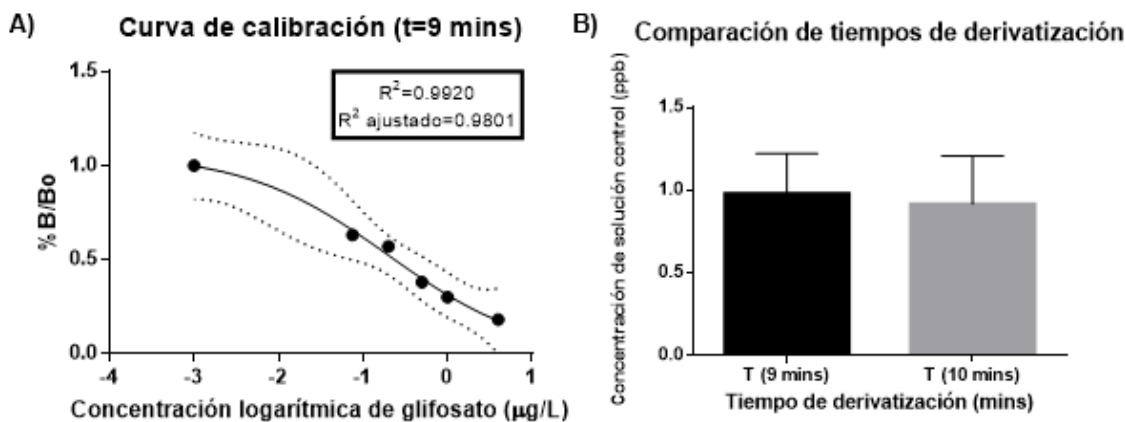 A)
Curva de calibración (t=9 mins)
R²=0.9920
R² ajustado=0.9801
% B/Bo
1.5
1.0
0.5
0.0
-4 -3 -2 -1 0 1
Concentración logarítmica de glifosato (µg/L)
B)
Comparación de tiempos de derivatización
Concentración de solución control (ppb)
1.5
1.0
0.5
0.0
T (9 mins) T (10 mins)
Tiempo de derivatización (mins)